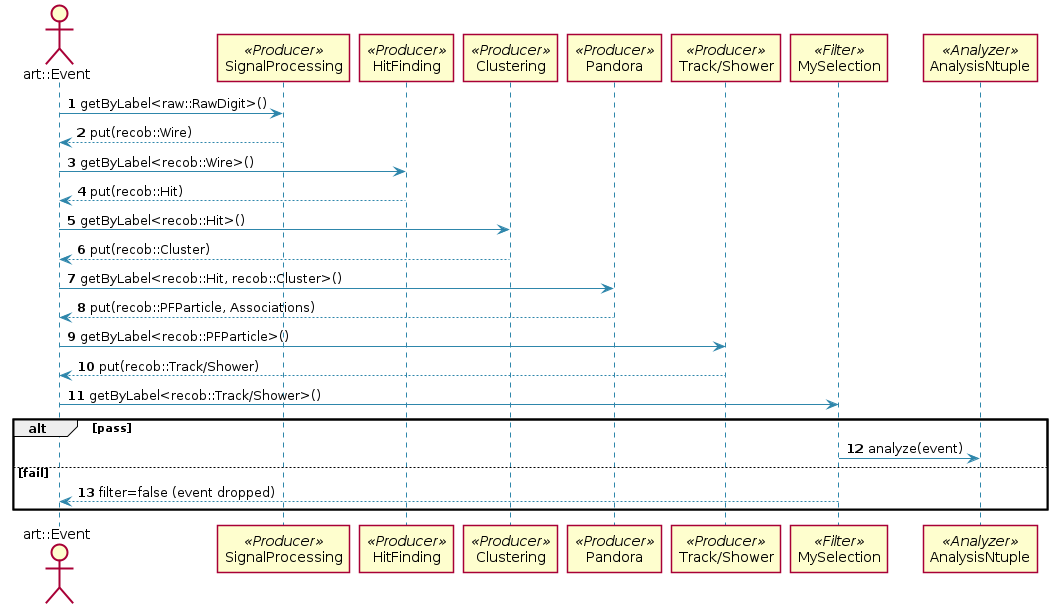 art::Event
«Producer»
SignalProcessing
«Producer»
HitFinding
«Producer»
Clustering
«Producer»
Pandora
«Producer»
Track/Shower
«Filter»
MySelection
«Analyzer»
AnalysisNtuple
1 getByLabel<raw::RawDigit>()
2 put(recob::Wire)
3 getByLabel<recob::Wire>()
4 put(recob::Hit)
5 getByLabel<recob::Hit>()
6 put(recob::Cluster)
7 getByLabel<recob::Hit, recob::Cluster>()
8 put(recob::PFParticle, Associations)
9 getByLabel<recob::PFParticle>()
10 put(recob::Track/Shower)
11 getByLabel<recob::Track/Shower>()
alt [pass]
12 analyze(event)
[fail]
13 filter=false (event dropped)
art::Event
«Producer»
SignalProcessing
«Producer»
HitFinding
«Producer»
Clustering
«Producer»
Pandora
«Producer»
Track/Shower
«Filter»
MySelection
«Analyzer»
AnalysisNtuple